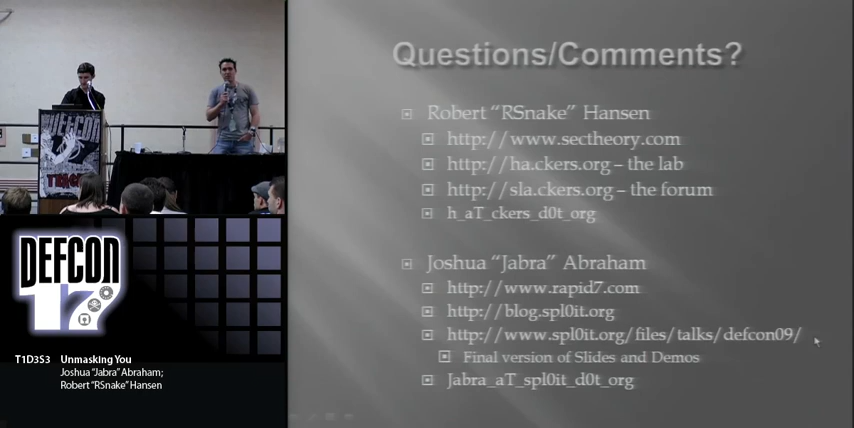 Questions/Comments?
Robert “RSnake” Hansen
http://www.sectheory.com
http://ha.ckers.org – the lab
http://sla.ckers.org – the forum
h_aT_ckers_d0t_org
Joshua “Jabra” Abraham
http://www.rapid7.com
http://blog.spl0it.org
http://www.spl0it.org/files/talks/defcon09/
Final version of Slides and Demos
Jabra_aT_spl0it_d0t_org
DEFCON
DEFCON
17
T1D3S3 Unmasking You
Joshua “Jabra” Abraham;
Robert “RSnake” Hansen